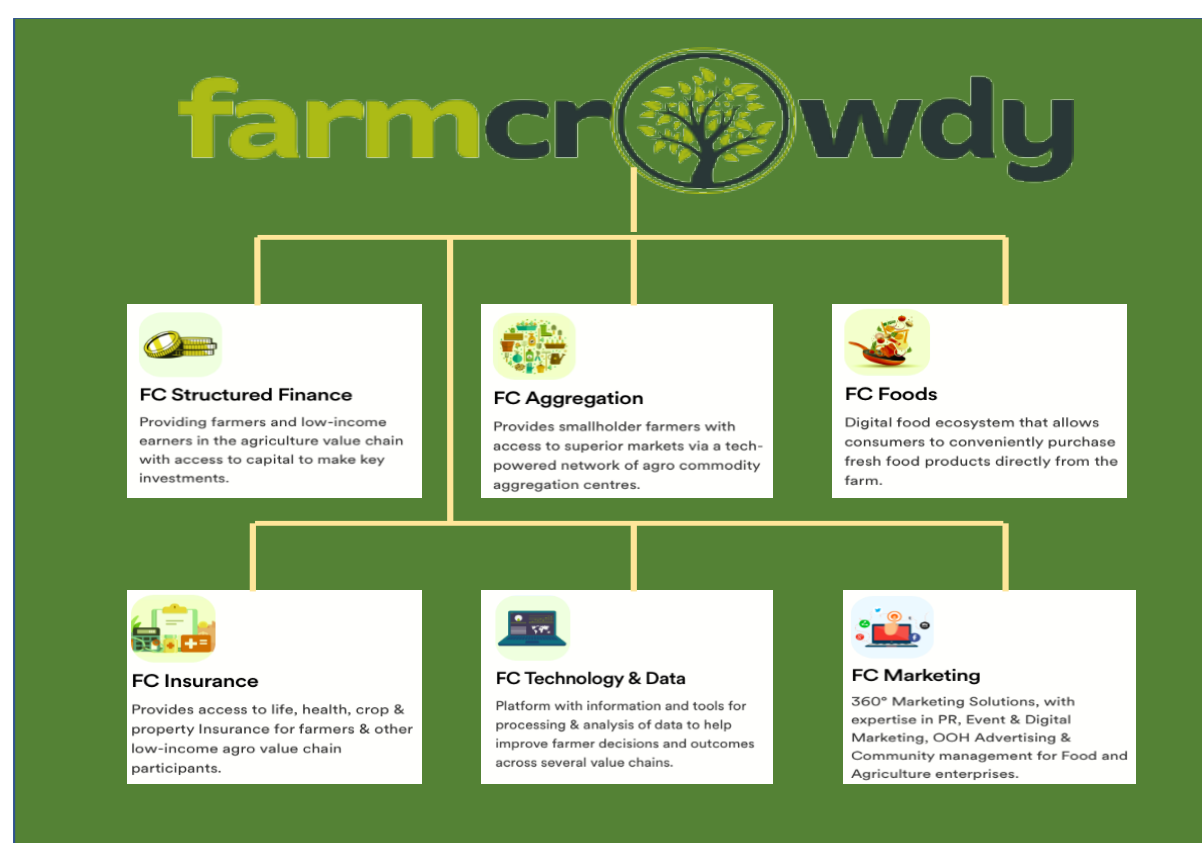 farmcrowdy
FC Structured Finance
Providing farmers and low-income
earners in the agriculture value chain
with access to capital to make key
investments.
FC Aggregation
Provides smallholder farmers with
access to superior markets via a tech-
powered network of agro commodity
aggregation centres.
FC Foods
Digital food ecosystem that allows
consumers to conveniently purchase
fresh food products directly from the
farm.
FC Insurance
Provides access to life, health, crop &
property Insurance for farmers & other
low-income agro value chain
participants.
FC Technology & Data
Platform with information and tools for
processing & analysis of data to help
improve farmer decisions and outcomes
across several value chains.
FC Marketing
360° Marketing Solutions, with
expertise in PR, Event & Digital
Marketing, OOH Advertising &
Community management for Food and
Agriculture enterprises.